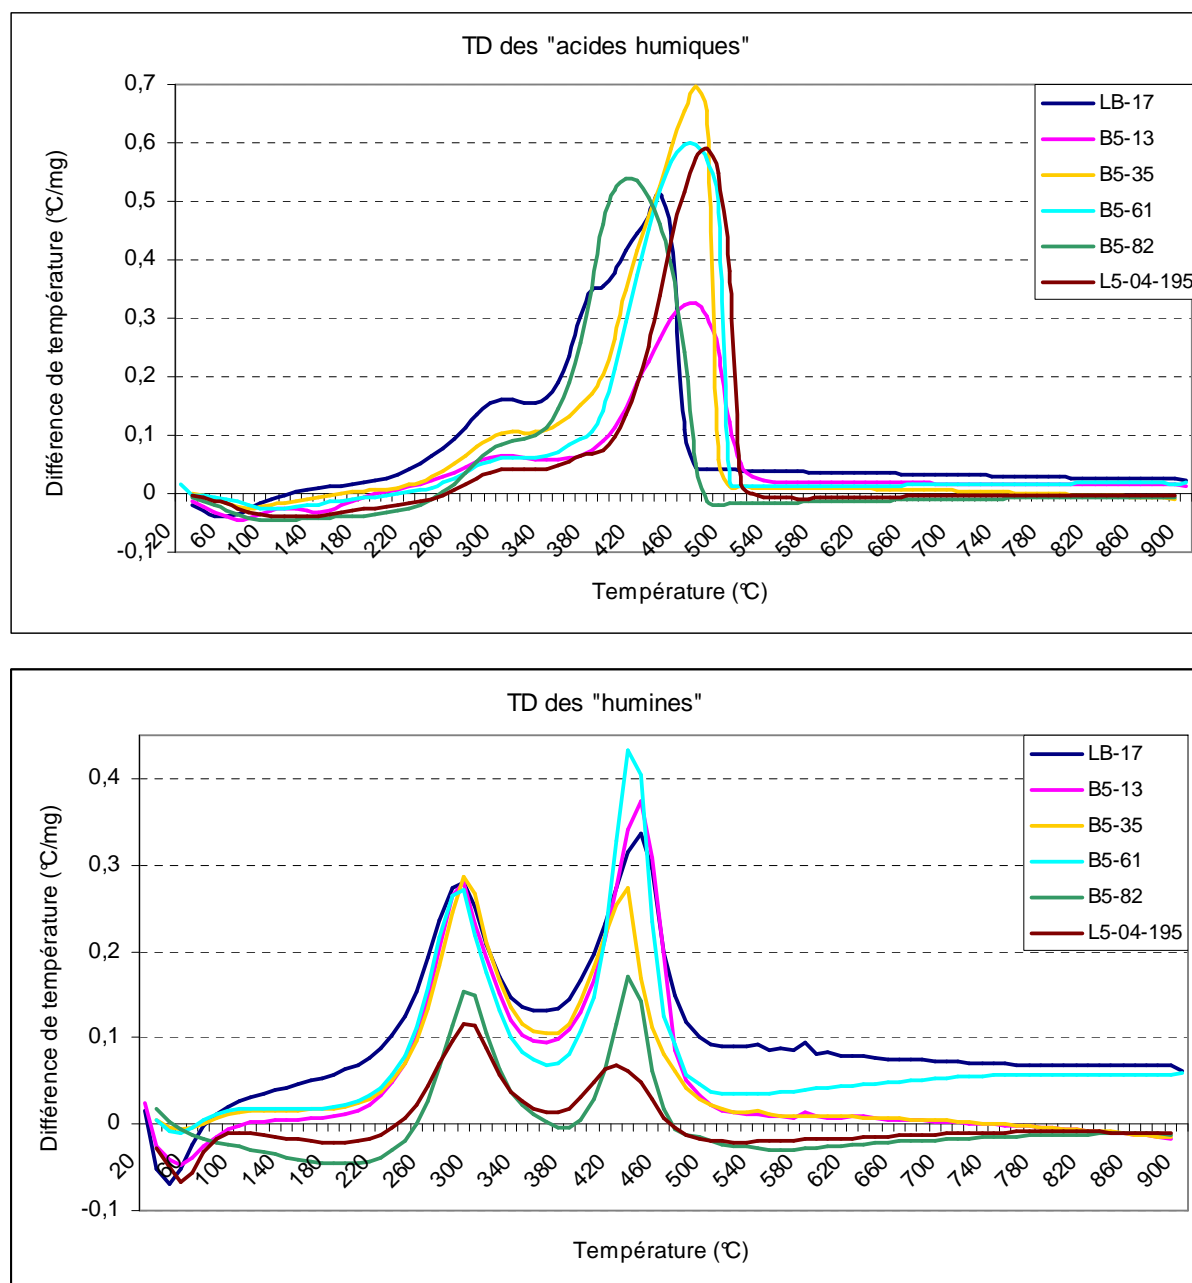 TD des "acides humiques"
Différence de température (°C/mg)
0,7
0,6
0,5
0,4
0,3
0,2
0,1
0
-0,1
20 60 100 140 180 220 260 300 340 380 420 460 500 540 580 620 660 700 740 780 820 860 900
Température (°C)
LB-17
B5-13
B5-35
B5-61
B5-82
L5-04-195
TD des "humines"
Différence de température (°C/mg)
0,4
0,3
0,2
0,1
0
-0,1
20 60 100 140 180 220 260 300 340 380 420 460 500 540 580 620 660 700 740 780 820 860 900
Température (°C)
LB-17
B5-13
B5-35
B5-61
B5-82
L5-04-195